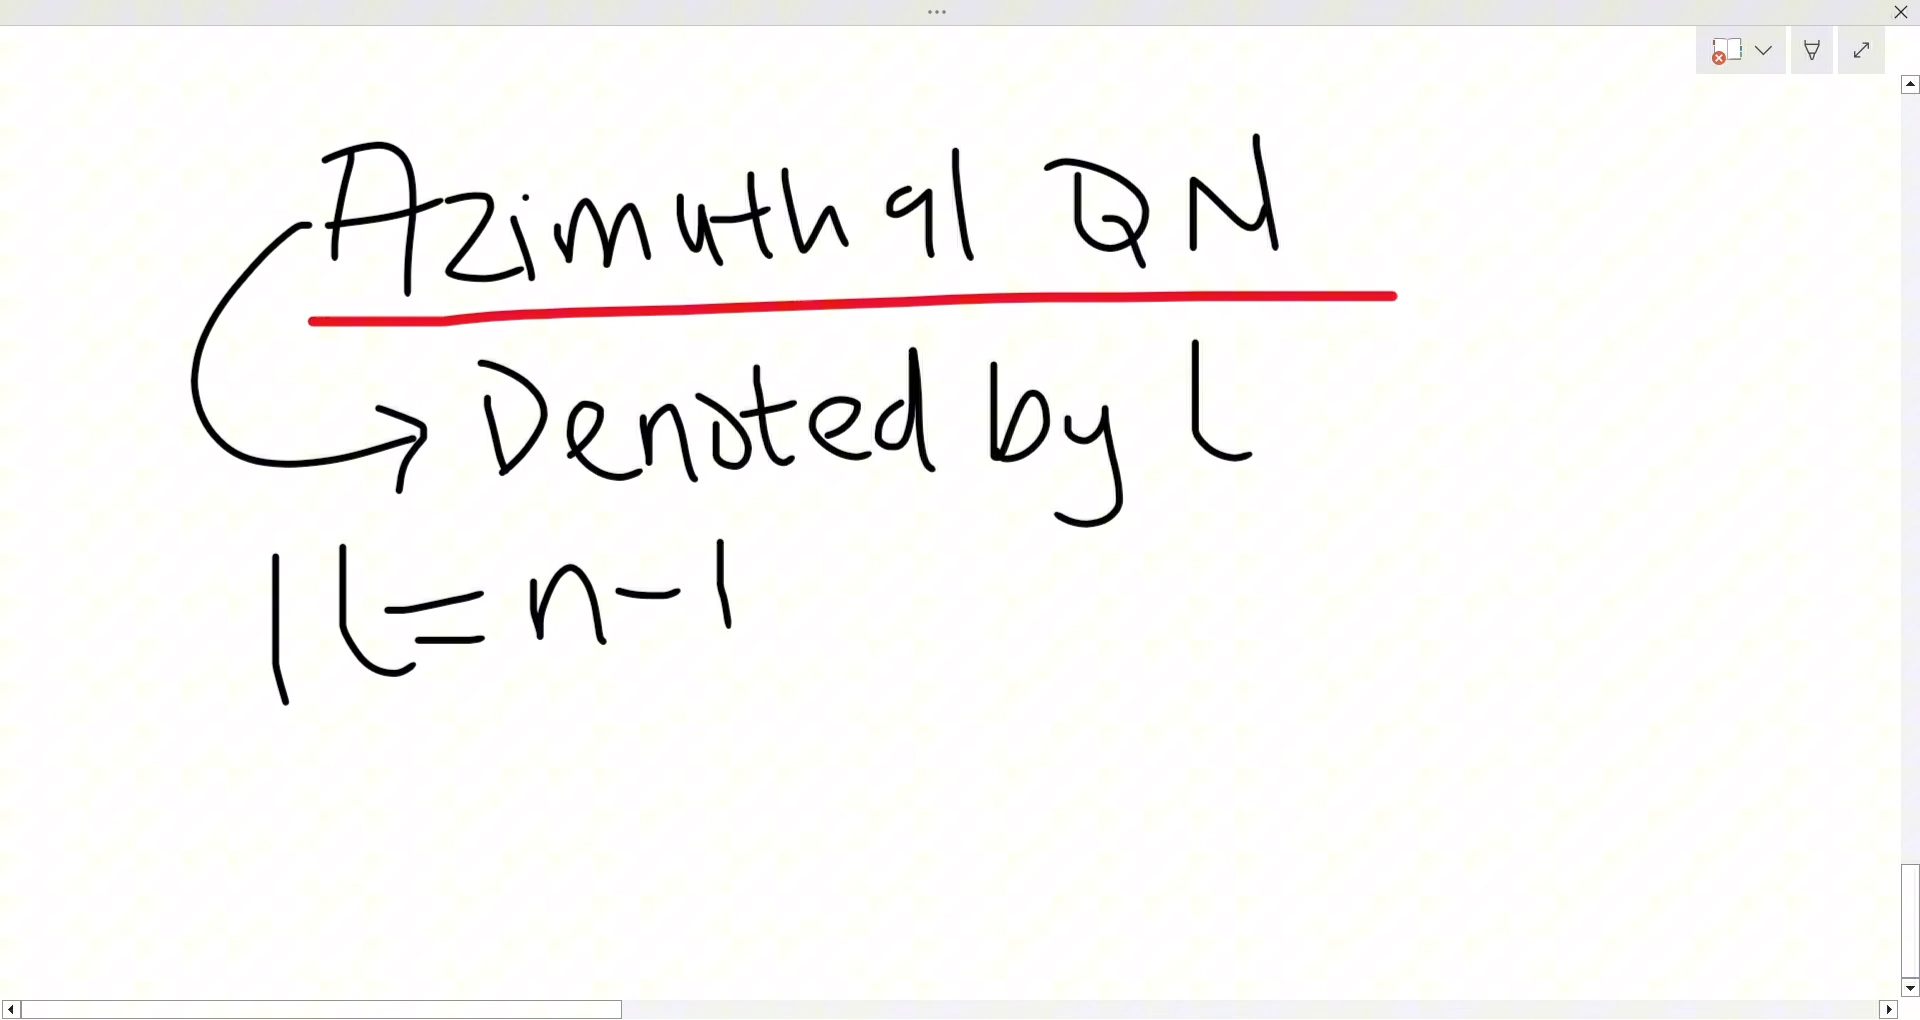 Azimuthal QN
Denoted by l
| l = n - 1